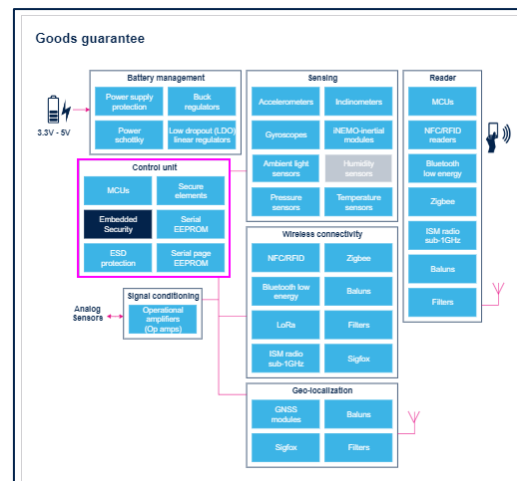 Goods guarantee
Battery management
Power supply
protection
Buck
regulators
Power
schottky
Low dropout (LDO)
linear regulators
3.3V - 5V
Control unit
MCUs
Secure
elements
Embedded
Security
Serial
EEPROM
ESD
protection
Serial page
EEPROM
Signal conditioning
Analog
Sensors
Operational
amplifiers
(Op amps)
Sensing
Accelerometers
Inclinometers
Gyroscopes
iNEMO-inertial
modules
Ambient light
sensors
Humidity
sensors
Pressure
sensors
Temperature
sensors
Wireless connectivity
NFC/RFID
Zigbee
Bluetooth low
energy
Baluns
LoRa
Filters
ISM radio
sub-1GHz
Sigfox
Geo-localization
GNSS
modules
Baluns
Sigfox
Filters
Reader
MCUs
NFC/RFID
readers
Bluetooth
low energy
Zigbee
ISM radio
sub-1GHz
Baluns
Filters